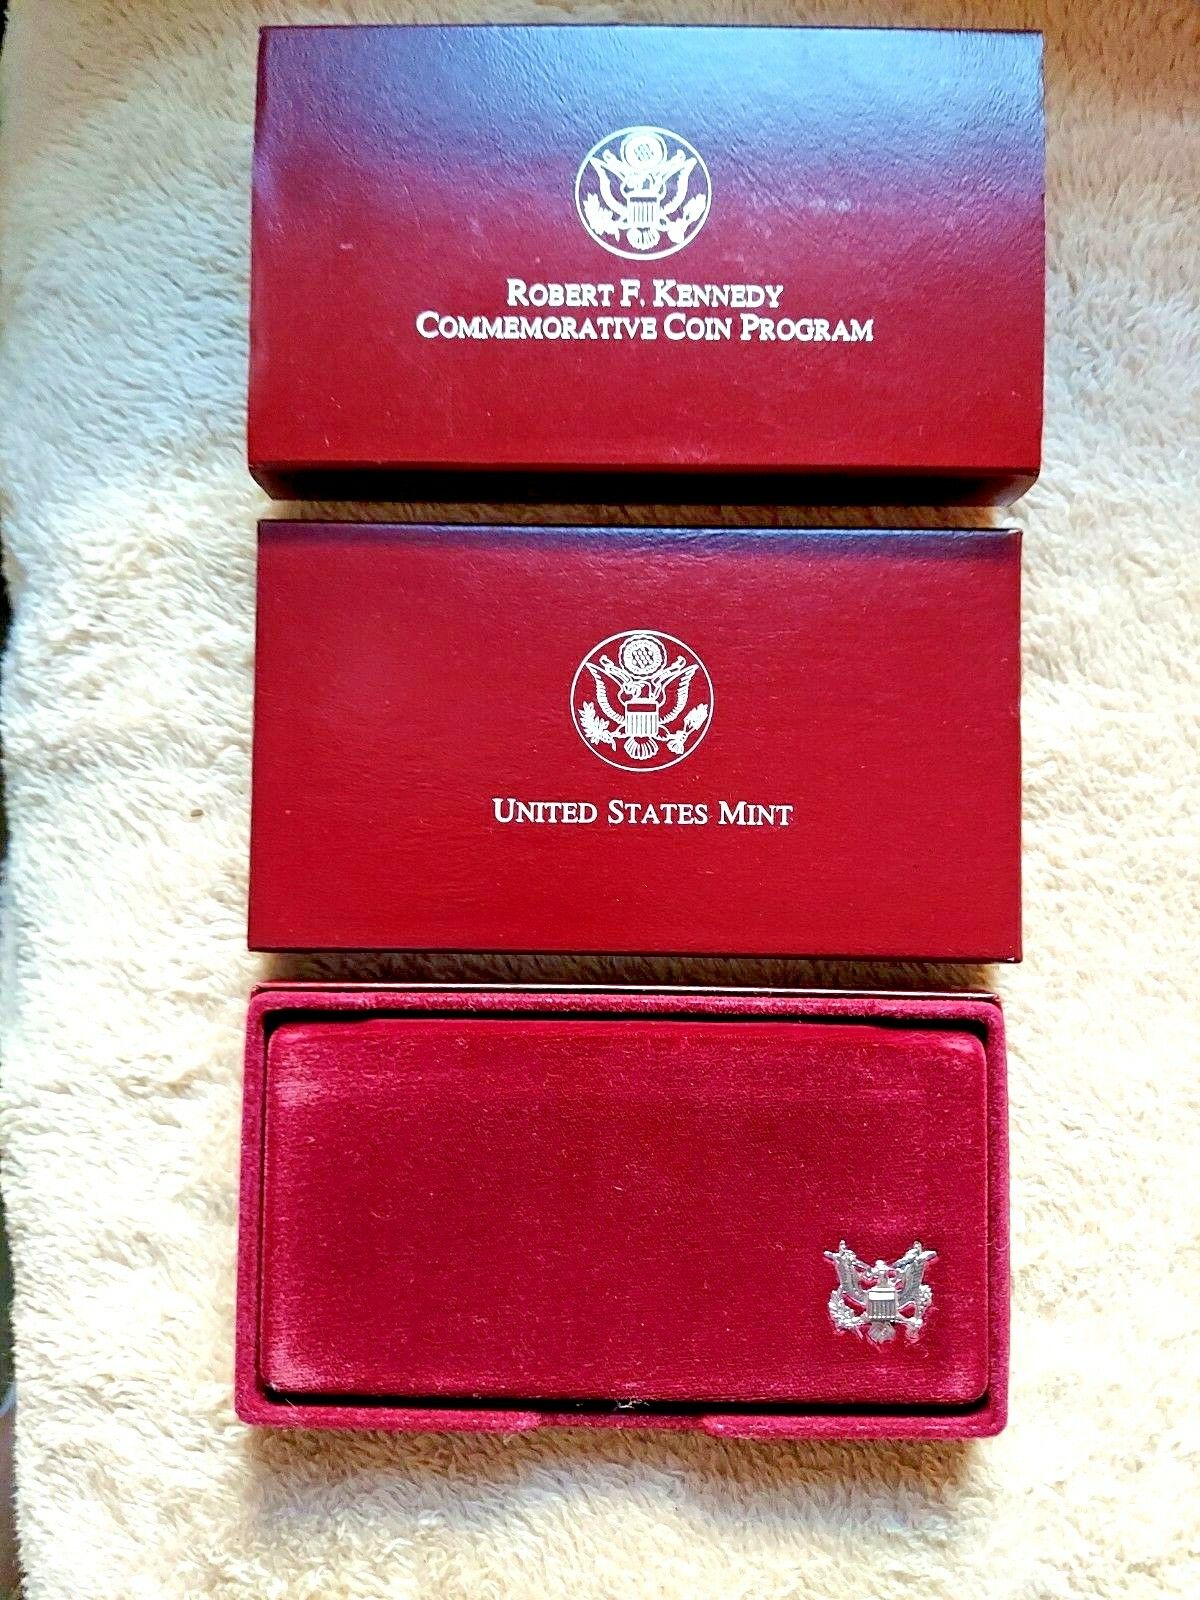 ROBERT F. KENNEDY
COMMEMORATIVE COIN PROGRAM
UNITED STATES MINT